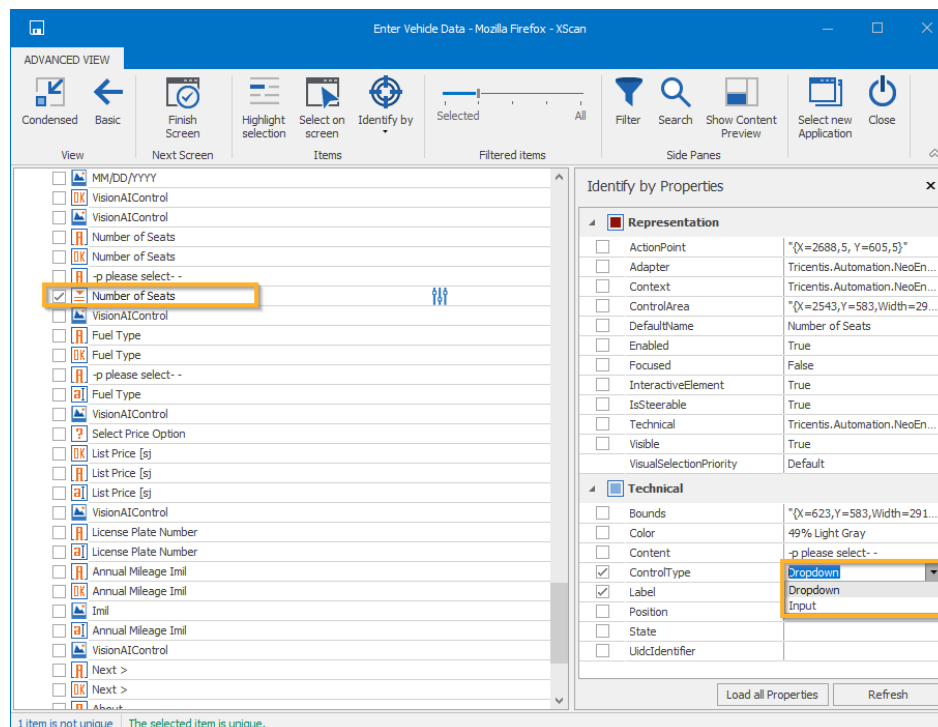 Enter Vehicle Data - Mozilla Firefox - XScan
ADVANCED VIEW
Condensed
Basic
Finish Screen
Highlight selection
Select on screen
Identify by
Selected
All
Filter
Search
Show Content Preview
Select new Application
Close
View
Next Screen
Items
Filtered items
Side Panes
MM/DD/YYYY
OK VisionAIControl
VisionAIControl
A Number of Seats
OK Number of Seats
A -p please select- -
Number of Seats
VisionAIControl
A Fuel Type
OK Fuel Type
A -p please select- -
a Fuel Type
VisionAIControl
? Select Price Option
OK List Price [sj
A List Price [sj
a List Price [sj
VisionAIControl
A License Plate Number
a License Plate Number
A Annual Mileage Imil
OK Annual Mileage Imil
Imil
a Annual Mileage Imil
VisionAIControl
A Next >
OK Next >
A About
1 item is not unique
The selected item is unique.
Identify by Properties
Representation
ActionPoint "{X=2688,5, Y=605,5}"
Adapter Tricentis.Automation.NeoEn...
Context Tricentis.Automation.NeoEn...
ControlArea "{X=2543,Y=583,Width=29...
DefaultName Number of Seats
Enabled True
Focused False
InteractiveElement True
IsSteerable True
Technical Tricentis.Automation.NeoEn...
Visible True
VisualSelectionPriority Default
Technical
Bounds "{X=623,Y=583,Width=291...
Color 49% Light Gray
Content -p please select- -
ControlType Dropdown
Label Dropdown
Input
Position
State
UidcIdentifier
Load all Properties
Refresh